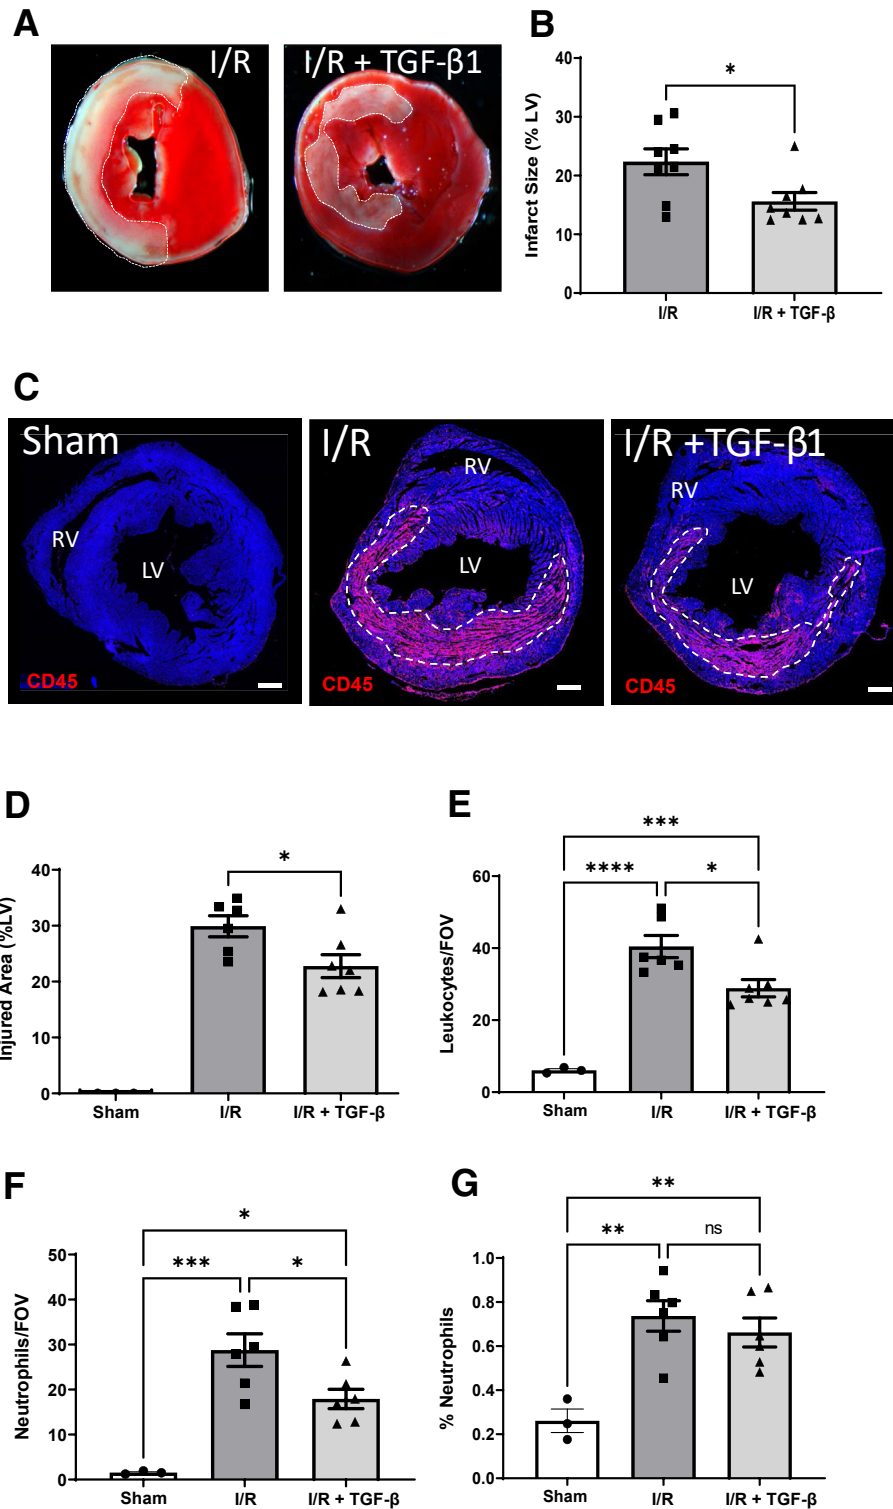 A
I/R
I/R + TGF-β1
B
Infarct Size (% LV)
40
30
20
10
0
*
I/R
I/R + TGF-β
C
Sham
RV
LV
CD45
I/R
RV
LV
CD45
I/R +TGF-β1
RV
LV
CD45
D
Injured Area (%LV)
40
30
20
10
0
*
Sham
I/R
I/R + TGF-β
E
Leukocytes/FOV
60
40
20
0
***
****
*
Sham
I/R
I/R + TGF-β
F
Neutrophils/FOV
50
40
30
20
10
0
*
***
*
Sham
I/R
I/R + TGF-β
G
% Neutrophils
1.0
0.8
0.6
0.4
0.2
0.0
**
**
ns
Sham
I/R
I/R + TGF-β